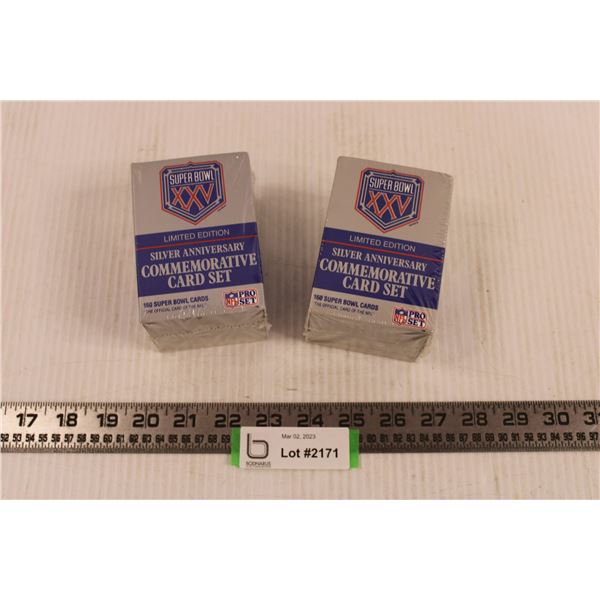 SUPER BOWL
XXV
LIMITED EDITION
SILVER ANNIVERSARY
COMMEMORATIVE
CARD SET
160 SUPER BOWL CARDS
THE OFFICIAL CARD OF THE NFL
NFL
PRO
SET
SUPER BOWL
XXV
LIMITED EDITION
SILVER ANNIVERSARY
COMMEMORATIVE
CARD SET
160 SUPER BOWL CARDS
THE OFFICIAL CARD OF THE NFL
NFL
PRO
SET
17 18 19 20 21 22 23 24 25 26 27 28 29 30 31
Mar 02, 2023
BODNARUS
Lot #2171